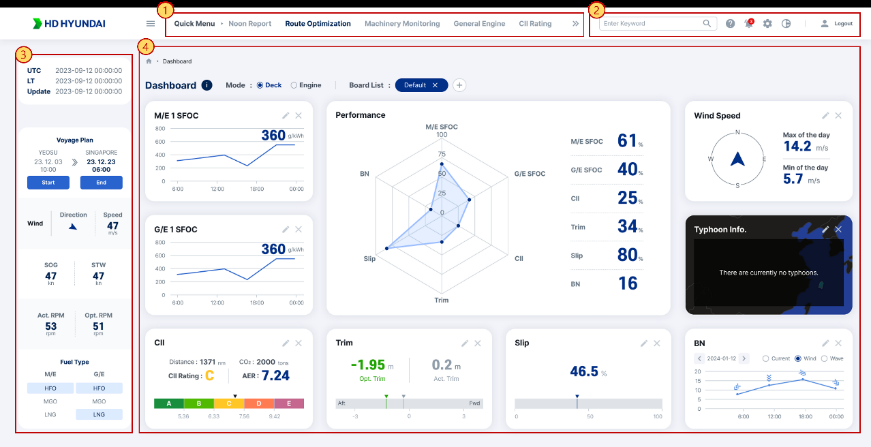 1
2
HD HYUNDAI
Quick Menu • Noon Report Route Optimization Machinery Monitoring General Engine CII Rating
Enter Keyword
Logout
3
4
UTC 2023-09-12 00:00:00
LT 2023-09-12 00:00:00
Update 2023-09-12 00:00:00
Voyage Plan
YEOSU SINGAPORE
23. 12. 03 23. 12. 23
10:00 06:00
Start End
Wind Direction Speed
47
m/s
SOG STW
47 47
kn kn
Act. RPM Opt. RPM
53 51
rpm rpm
Fuel Type
M/E G/E
HFO HFO
MGO MGO
LNG LNG
Dashboard
Dashboard i Mode : Deck Engine Board List : Default × +
M/E 1 SFOC
800
600
400
200
0
360 g/kWh
6:00 12:00 18:00 00:00
G/E 1 SFOC
800
600
400
200
0
360 g/kWh
6:00 12:00 18:00 00:00
Performance
M/E SFOC
100
75
50
25
0
G/E SFOC
CII
Trim
Slip
BN
M/E SFOC 61 %
G/E SFOC 40 %
CII 25 %
Trim 34 %
Slip 80 %
BN 16
Wind Speed
N
W E
S
Max of the day
14.2 m/s
Min of the day
5.7 m/s
Typhoon Info.
There are currently no typhoons.
CII
Distance : 1371 nm CO₂ : 2000 tons
CII Rating : C AER : 7.24
A B C D E
5.36 6.33 7.58 9.42
Trim
-1.95 m
Opt. Trim
0.2 m
Act. Trim
Aft Fwd
-9 0 3
Slip
46.5 %
0 50 100
BN
2024-01-12 Current Wind Wave
20
15
10
5
0
6:00 12:00 18:00 00:00